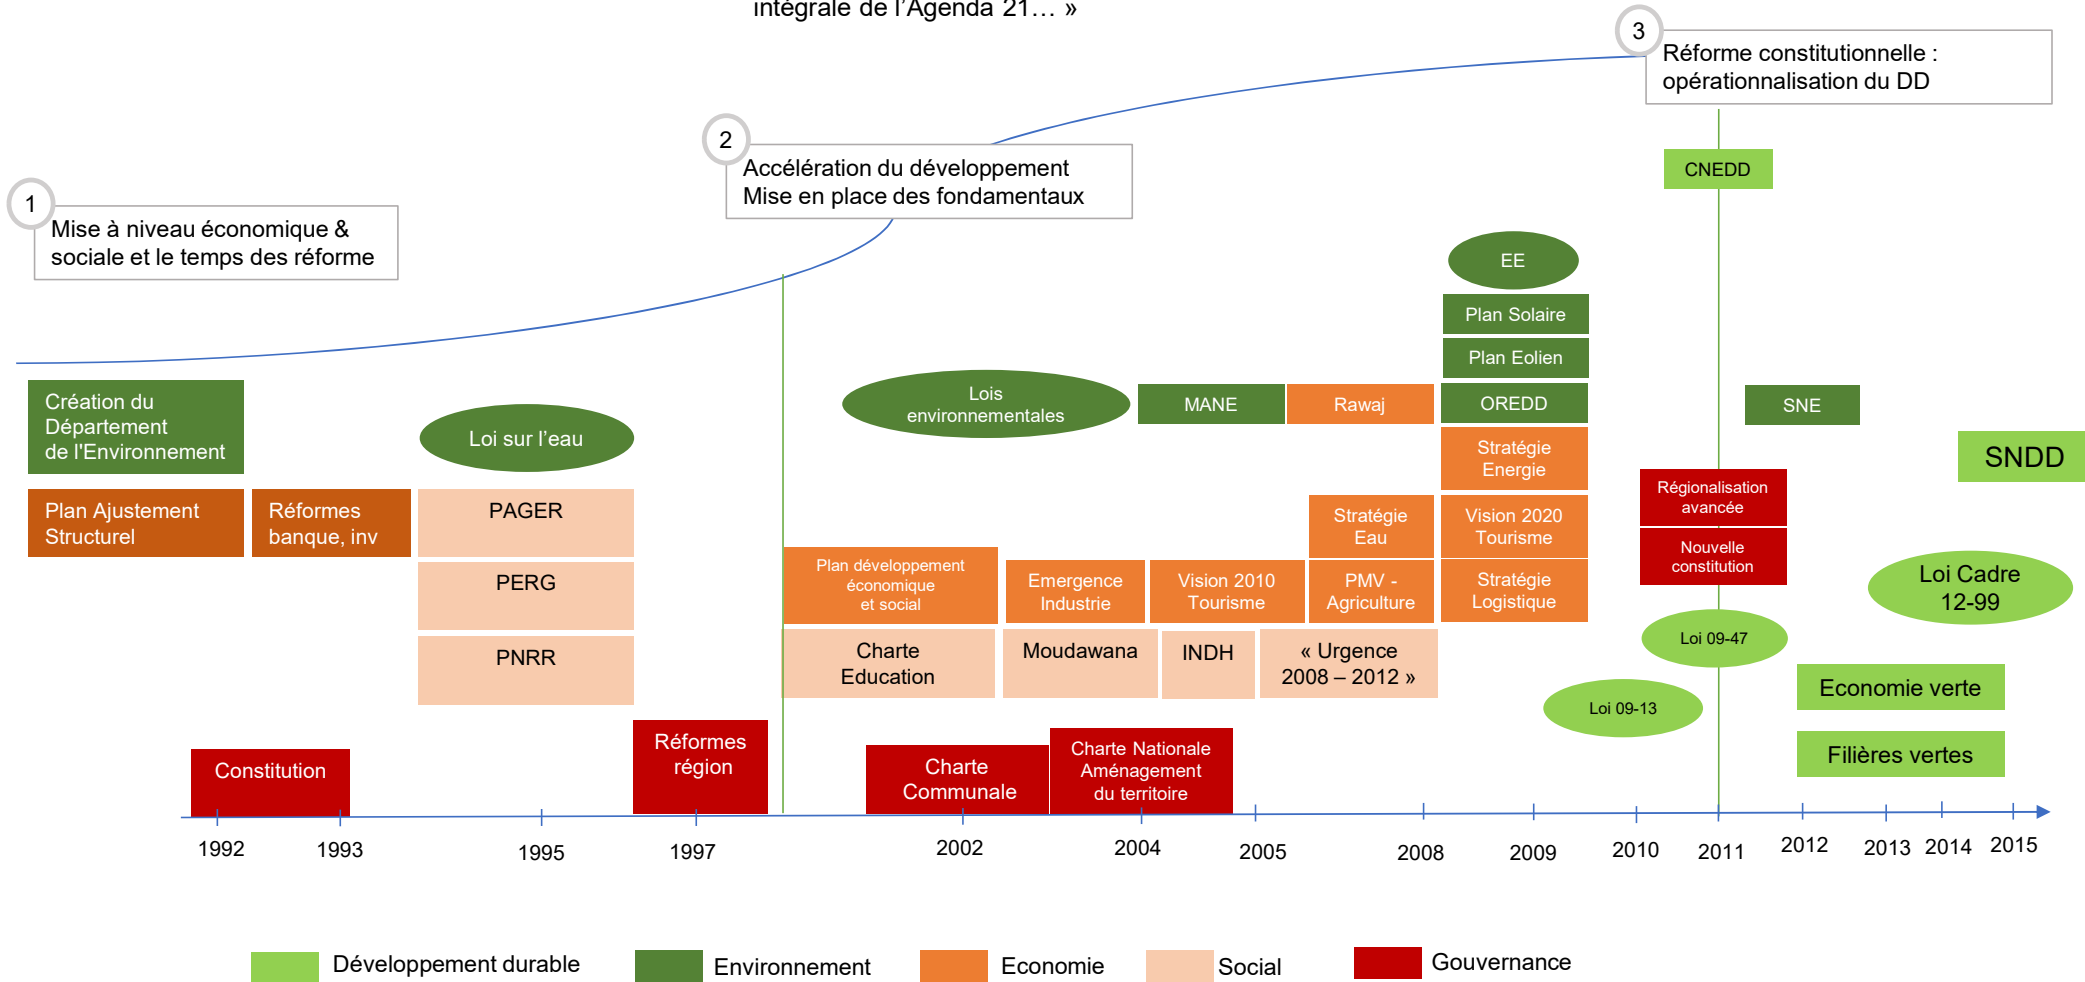 intégrale de l'Agenda 21… »
3
Réforme constitutionnelle :
opérationnalisation du DD
2
Accélération du développement
Mise en place des fondamentaux
1
Mise à niveau économique &
sociale et le temps des réforme
CNEDD
EE
Plan Solaire
Plan Eolien
Création du
Département
de l'Environnement
Loi sur l'eau
Lois
environnementales
MANE
Rawaj
OREDD
SNE
Stratégie
Energie
SNDD
Plan Ajustement
Structurel
Réformes
banque, inv
PAGER
Stratégie
Eau
Vision 2020
Tourisme
Régionalisation
avancée
PERG
Plan développement
économique
et social
Emergence
Industrie
Vision 2010
Tourisme
PMV -
Agriculture
Stratégie
Logistique
Nouvelle
constitution
Loi Cadre
12-99
PNRR
Charte
Education
Moudawana
INDH
« Urgence
2008 – 2012 »
Loi 09-47
Loi 09-13
Economie verte
Filières vertes
Constitution
Réformes
région
Charte
Communale
Charte Nationale
Aménagement
du territoire
1992
1993
1995
1997
2002
2004
2005
2008
2009
2010
2011
2012
2013
2014
2015
Développement durable
Environnement
Economie
Social
Gouvernance